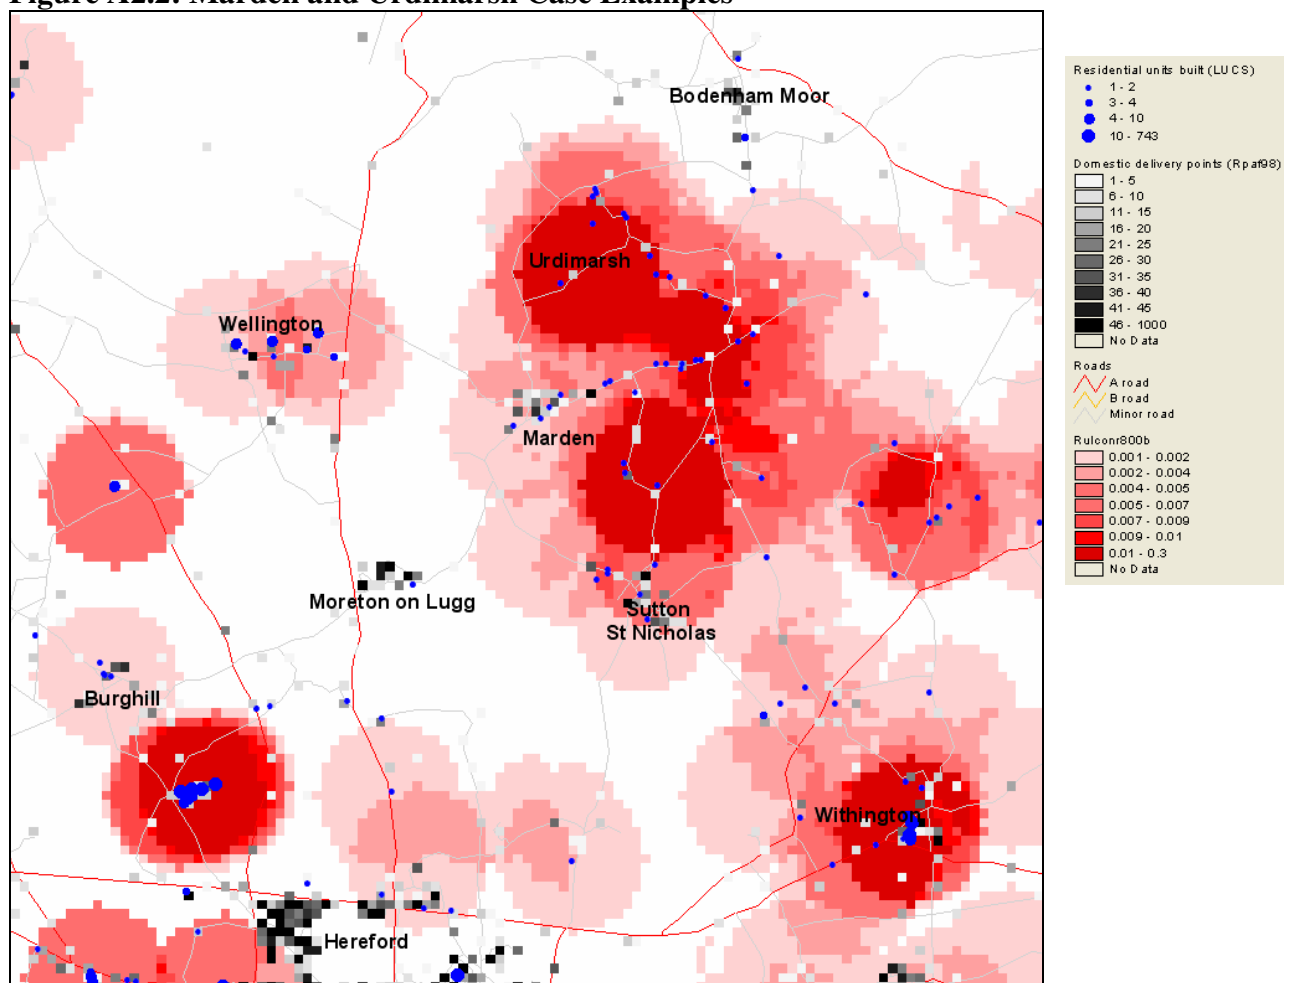 Figure A2.2: Marden and Urdimarsh Case Examples
Bodenham Moor
Urdimarsh
Wellington
Marden
Moreton on Lugg
Sutton
St Nicholas
Burghill
Withington
Hereford
Residential units built (LUCS)
1 - 2
3 - 4
4 - 10
10 - 743
Domestic delivery points (Rpaf98)
1 - 5
6 - 10
11 - 15
16 - 20
21 - 25
26 - 30
31 - 35
36 - 40
41 - 45
46 - 1000
No Data
Roads
A road
B road
Minor road
Rulconr800b
0.001 - 0.002
0.002 - 0.004
0.004 - 0.005
0.005 - 0.007
0.007 - 0.009
0.009 - 0.01
0.01 - 0.3
No Data